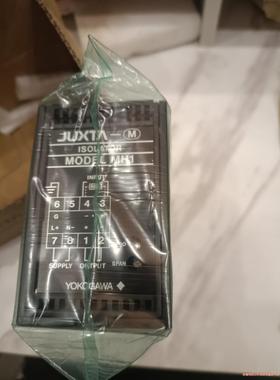 JUXTA-M
ISOLATOR
MODEL MH1
INPUT
6 5 4 3
G - +
L+ N- + -
7 8 1 2
SUPPLY OUTPUT SPAN
YOKOGAWA